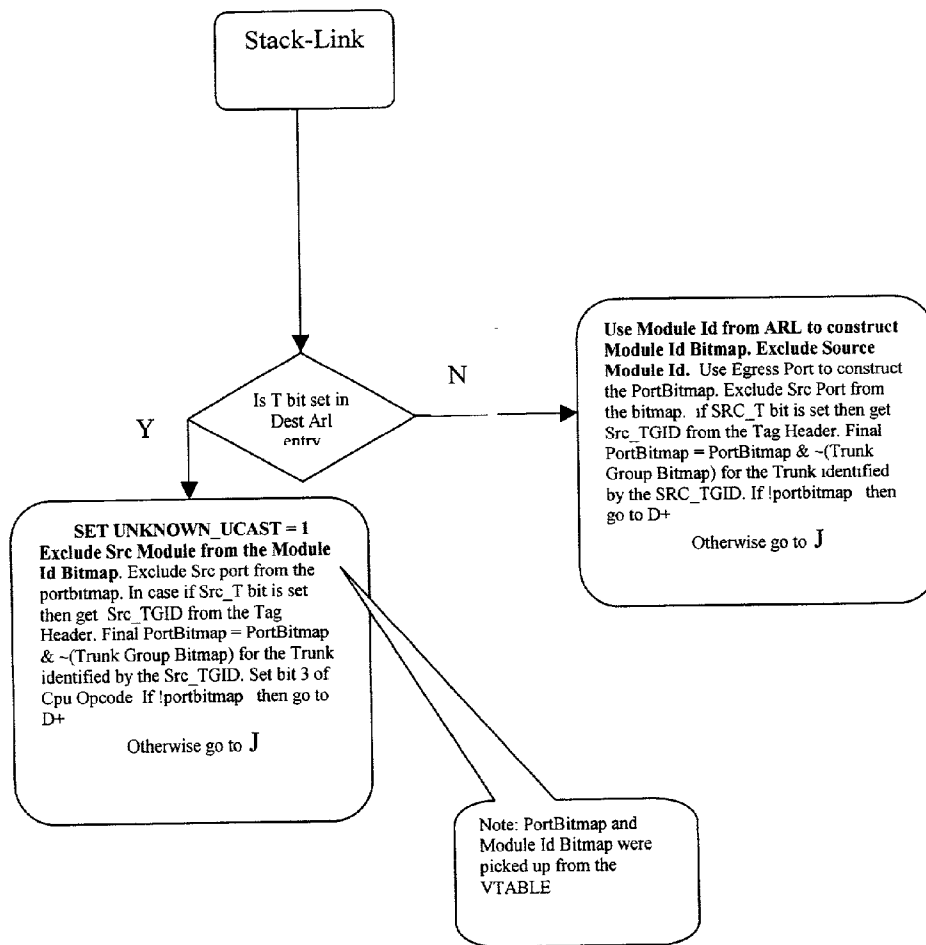 Stack-Link
Is T bit set in
Dest Arl
entry
Y
N
Use Module Id from ARL to construct
Module Id Bitmap. Exclude Source
Module Id. Use Egress Port to construct
the PortBitmap. Exclude Src Port from
the bitmap. if SRC_T bit is set then get
Src_TGID from the Tag Header. Final
PortBitmap = PortBitmap & ~(Trunk
Group Bitmap) for the Trunk identified
by the SRC_TGID. If !portbitmap then
go to D+
Otherwise go to J
SET UNKNOWN_UCAST = 1
Exclude Src Module from the Module
Id Bitmap. Exclude Src port from the
portbitmap. In case if Src_T bit is set
then get Src_TGID from the Tag
Header. Final PortBitmap = PortBitmap
& ~(Trunk Group Bitmap) for the Trunk
identified by the Src_TGID. Set bit 3 of
Cpu Opcode If !portbitmap then go to
D+
Otherwise go to J
Note: PortBitmap and
Module Id Bitmap were
picked up from the
VTABLE